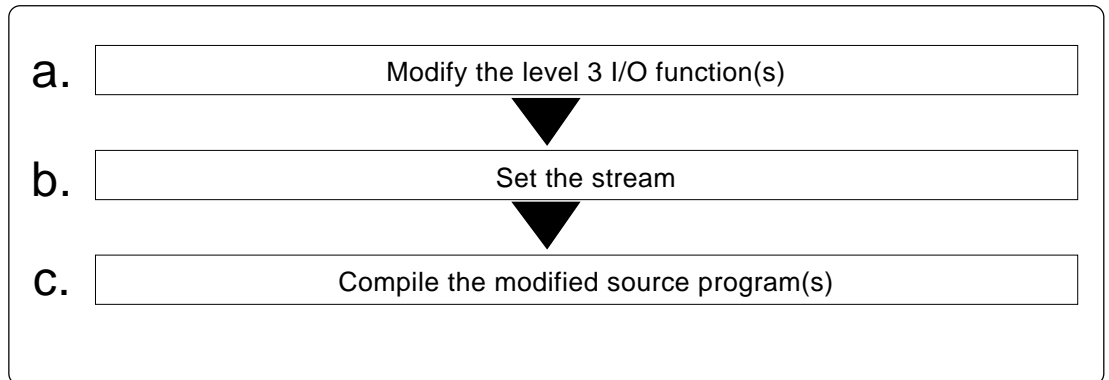 a. Modify the level 3 I/O function(s)
b. Set the stream
c. Compile the modified source program(s)